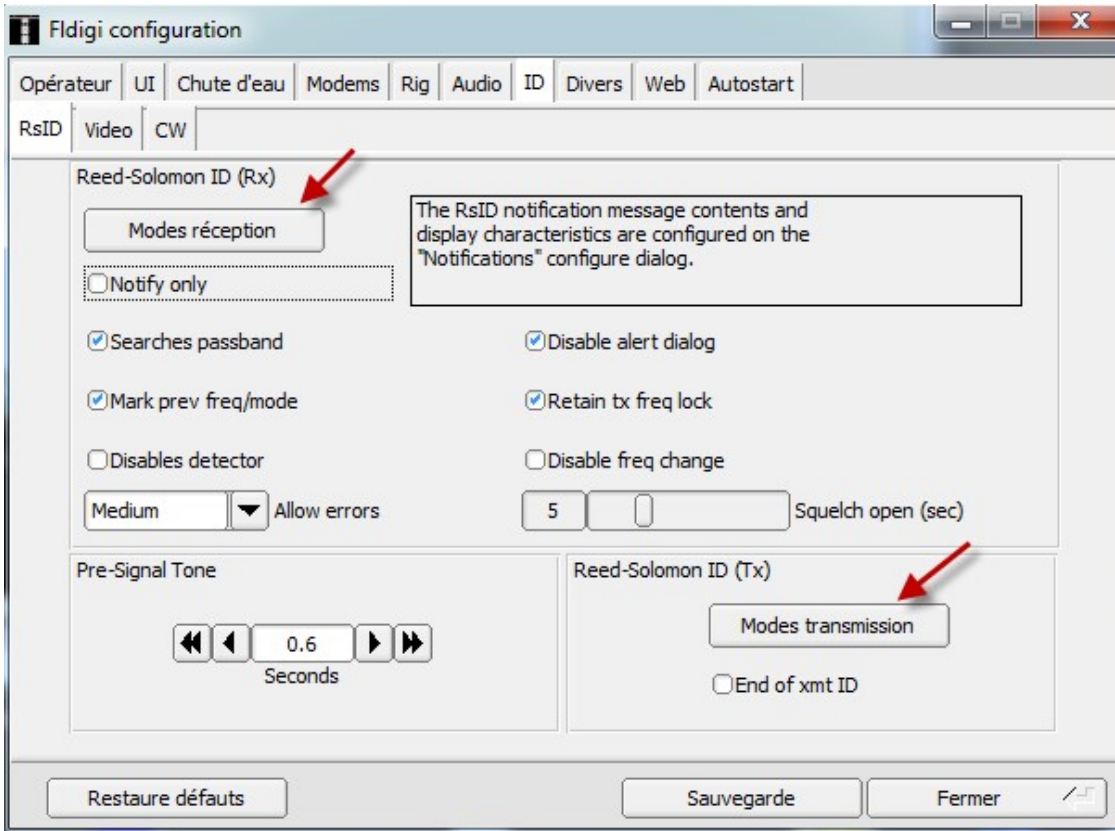 Fldigi configuration
Opérateur UI Chute d'eau Modems Rig Audio ID Divers Web Autostart
RsID Video CW
Reed-Solomon ID (Rx)
Modes réception
The RsID notification message contents and
display characteristics are configured on the
"Notifications" configure dialog.
Notify only
Searches passband
Disable alert dialog
Mark prev freq/mode
Retain tx freq lock
Disables detector
Disable freq change
Medium Allow errors
5 Squelch open (sec)
Pre-Signal Tone
0.6
Seconds
Reed-Solomon ID (Tx)
Modes transmission
End of xmt ID
Restaure défauts
Sauvegarde
Fermer